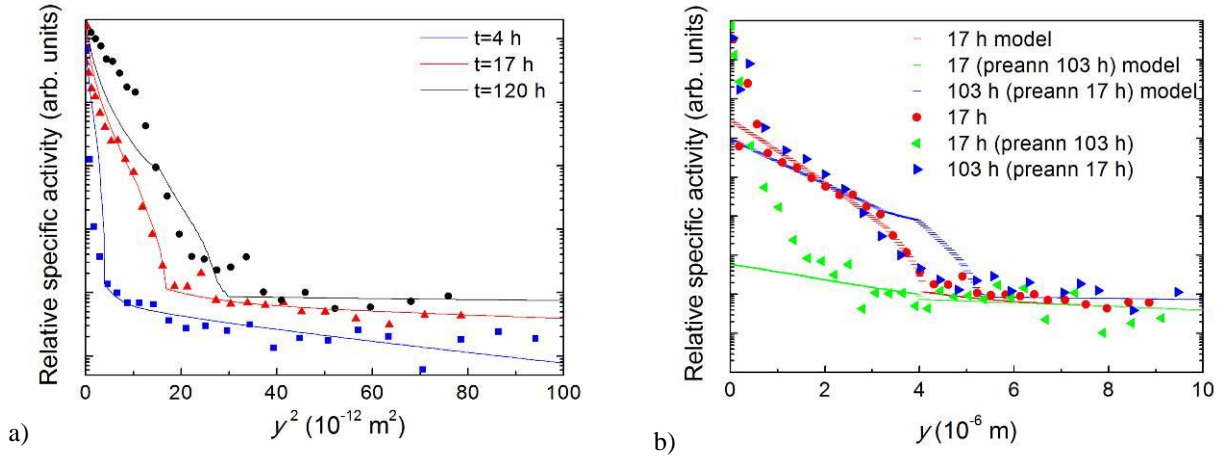 Relative specific activity (arb. units)
t=4 h
t=17 h
t=120 h
0
20
40
60
80
100
y² (10⁻¹² m²)
a)
Relative specific activity (arb. units)
17 h model
17 (preann 103 h) model
103 h (preann 17 h) model
17 h
17 h (preann 103 h)
103 h (preann 17 h)
0
2
4
6
8
10
y (10⁻⁶ m)
b)